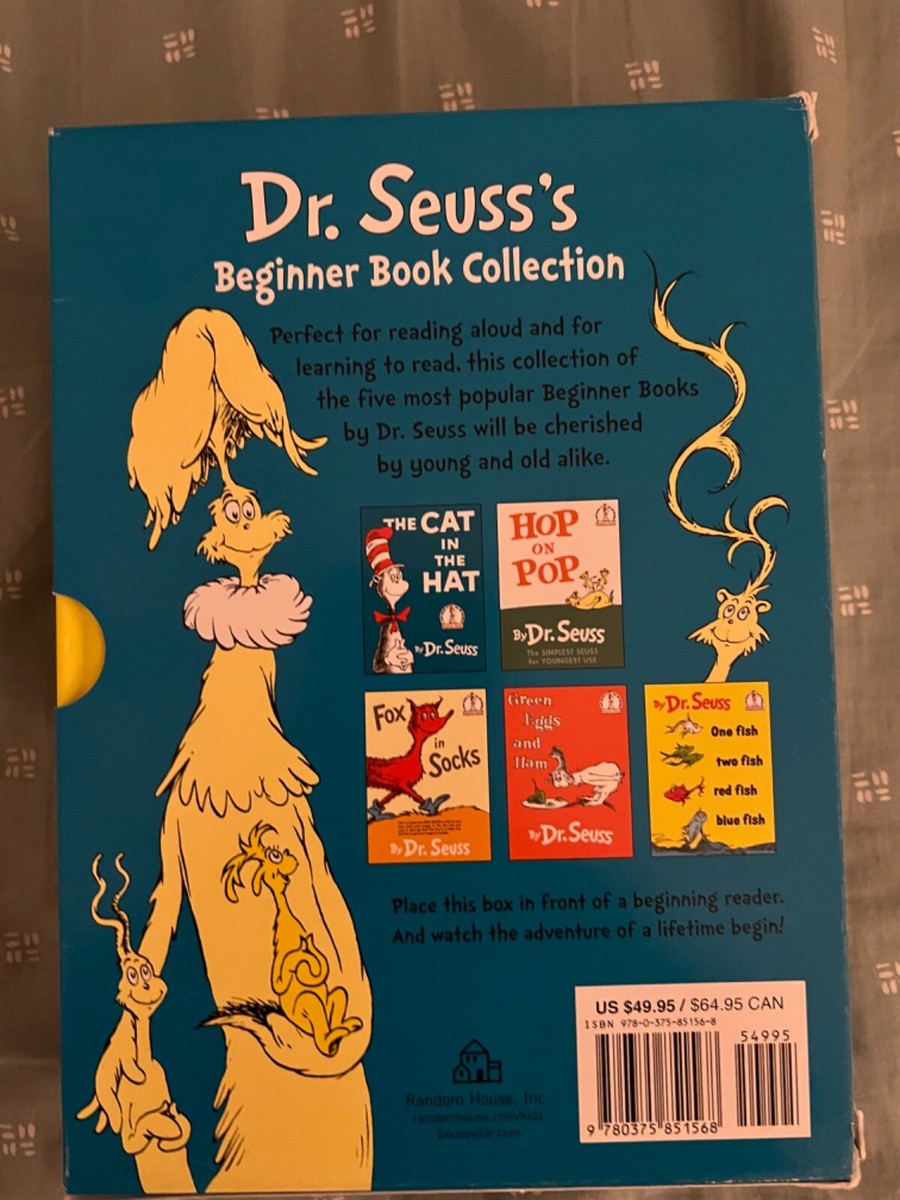 Dr. Seuss's
Beginner Book Collection
Perfect for reading aloud and for
learning to read, this collection of
the five most popular Beginner Books
by Dr. Seuss will be cherished
by young and old alike.
THE CAT
IN
THE
HAT
By Dr. Seuss
HOP
ON
POP
By Dr. Seuss
The SIMPLEST SEUSS
for YOUNGEST USE
Fox
in
Socks
By Dr. Seuss
Green
Eggs
and
Ham
By Dr. Seuss
By Dr. Seuss
One fish
two fish
red fish
blue fish
Place this box in front of a beginning reader.
And watch the adventure of a lifetime begin!
US $49.95 / $64.95 CAN
ISBN 978-0-375-85156-8
54995
9 780375 851568
Random House, Inc.
randomhouse.com/kids
Seussville.com